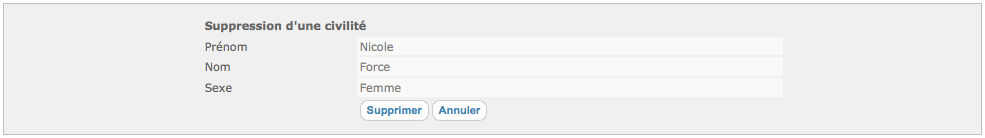 Suppression d'une civilité
Prénom Nicole
Nom Force
Sexe Femme
Supprimer Annuler